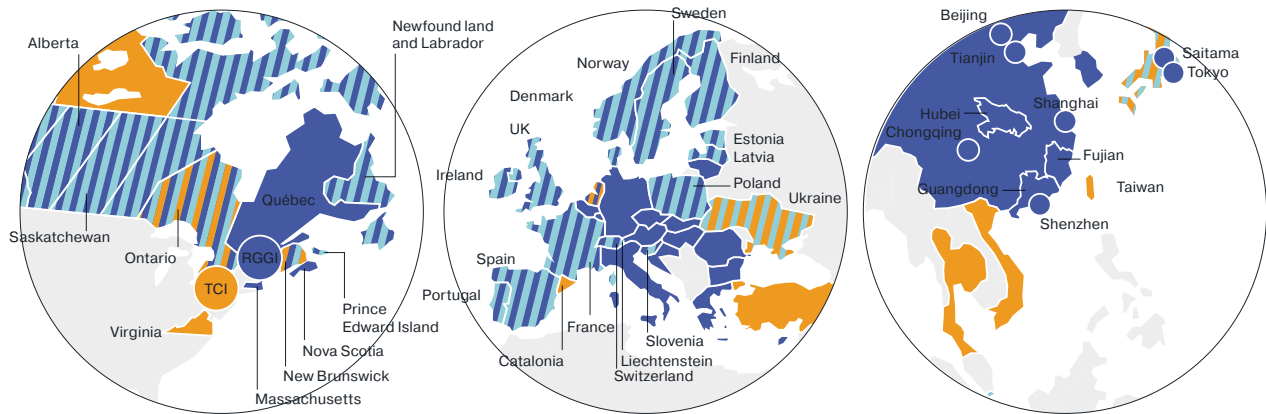 Alberta
Newfound land
and Labrador
Québec
Saskatchewan
Ontario
RGGI
TCI
Virginia
Prince
Edward Island
Nova Scotia
New Brunswick
Massachusetts
Sweden
Norway
Finland
Denmark
UK
Estonia
Latvia
Ireland
Poland
Ukraine
Spain
Portugal
France
Slovenia
Catalonia
Liechtenstein
Switzerland
Beijing
Tianjin
Saitama
Tokyo
Shanghai
Hubei
Chongqing
Fujian
Guangdong
Taiwan
Shenzhen